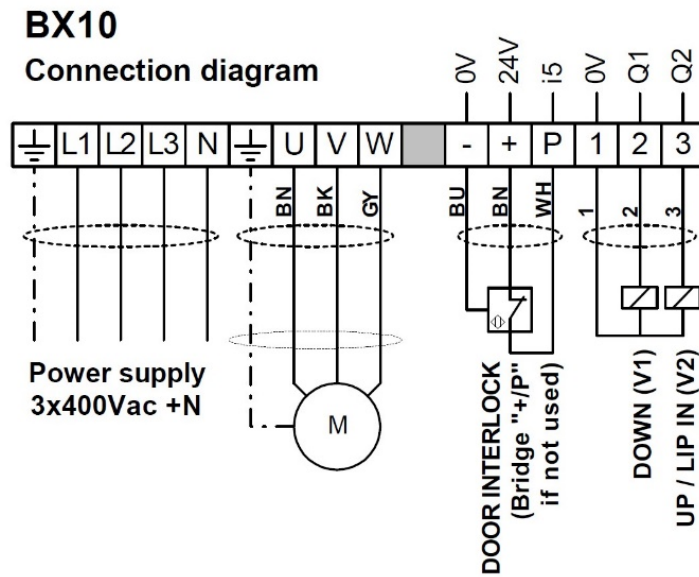 BX10
Connection diagram
0V 24V i5 0V Q1 Q2
L1 L2 L3 N U V W - + P 1 2 3
BN BK GY BU BN WH 1 2 3
Power supply
3x400Vac +N
M
DOOR INTERLOCK
(Bridge "+/P"
if not used)
DOWN (V1)
UP / LIP IN (V2)